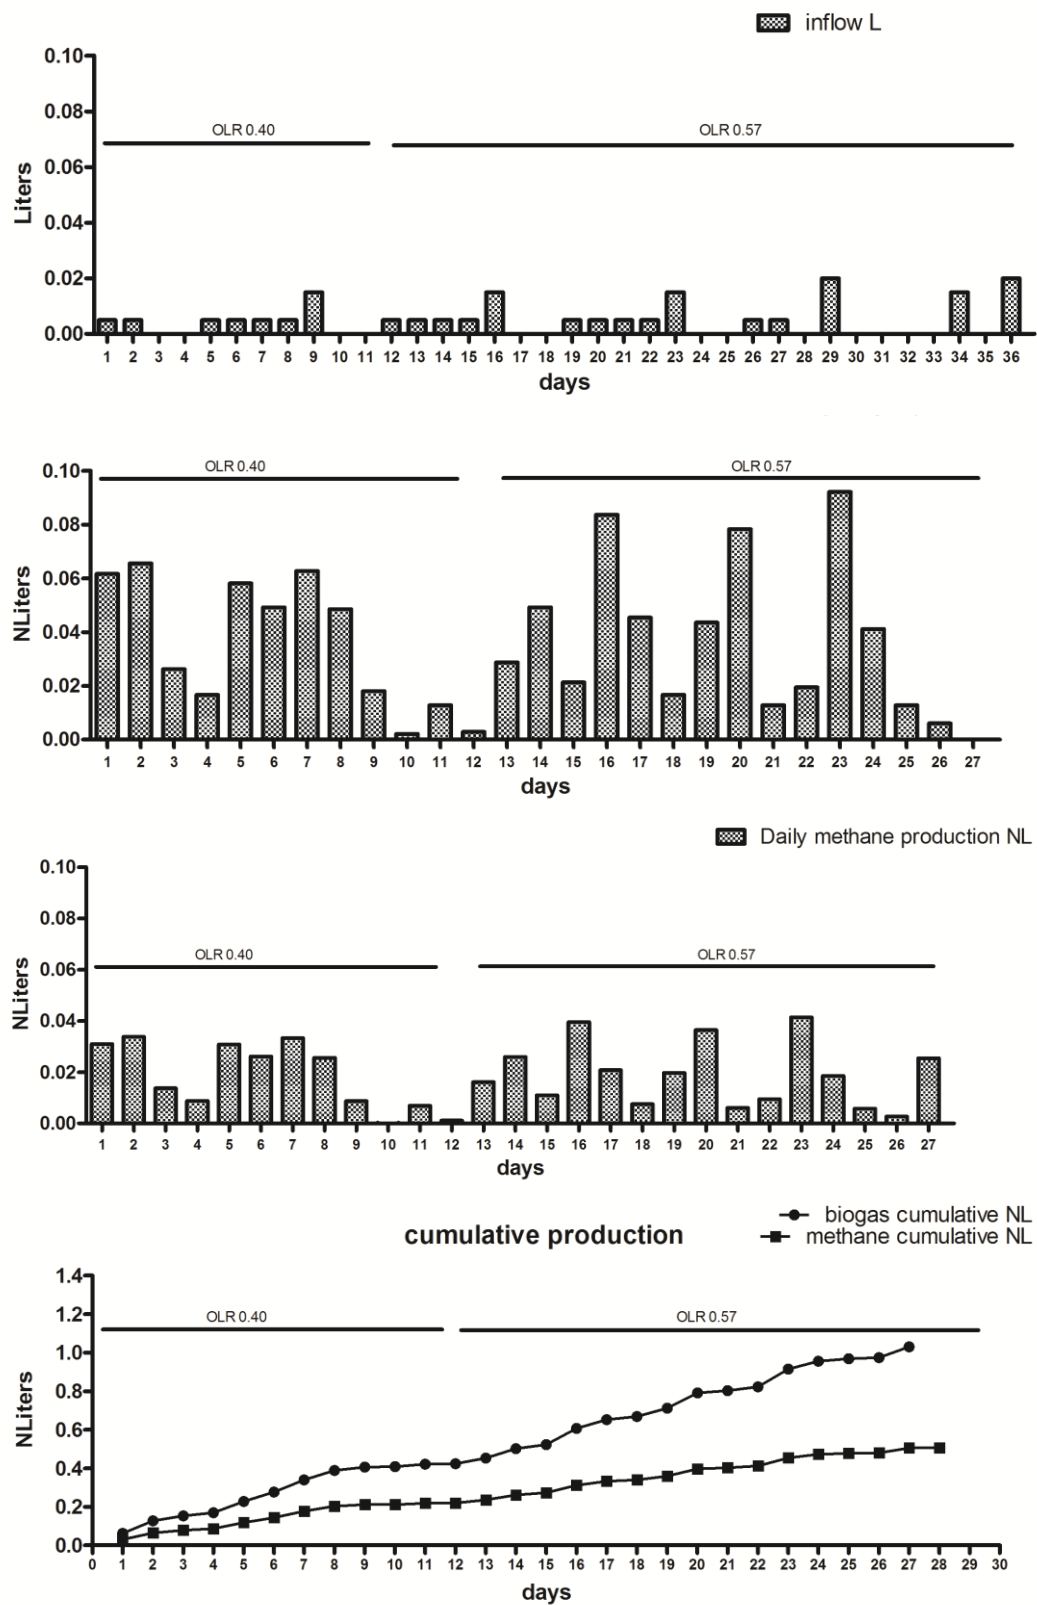 inflow L
0.10
0.08
OLR 0.40 OLR 0.57
0.06
Liters
0.04
0.02
0.00
1 2 3 4 5 6 7 8 9 10 11 12 13 14 15 16 17 18 19 20 21 22 23 24 25 26 27 28 29 30 31 32 33 34 35 36
days
OLR 0.40 OLR 0.57
0.10
0.08
0.06
NLiters
0.04
0.02
0.00
1 2 3 4 5 6 7 8 9 10 11 12 13 14 15 16 17 18 19 20 21 22 23 24 25 26 27
days
Daily methane production NL
0.10
0.08
OLR 0.40 OLR 0.57
0.06
NLiters
0.04
0.02
0.00
1 2 3 4 5 6 7 8 9 10 11 12 13 14 15 16 17 18 19 20 21 22 23 24 25 26 27
days
biogas cumulative NL
cumulative production
methane cumulative NL
1.4
1.2
OLR 0.40 OLR 0.57
1.0
0.8
NLiters
0.6
0.4
0.2
0.0
0 1 2 3 4 5 6 7 8 9 10 11 12 13 14 15 16 17 18 19 20 21 22 23 24 25 26 27 28 29 30
days